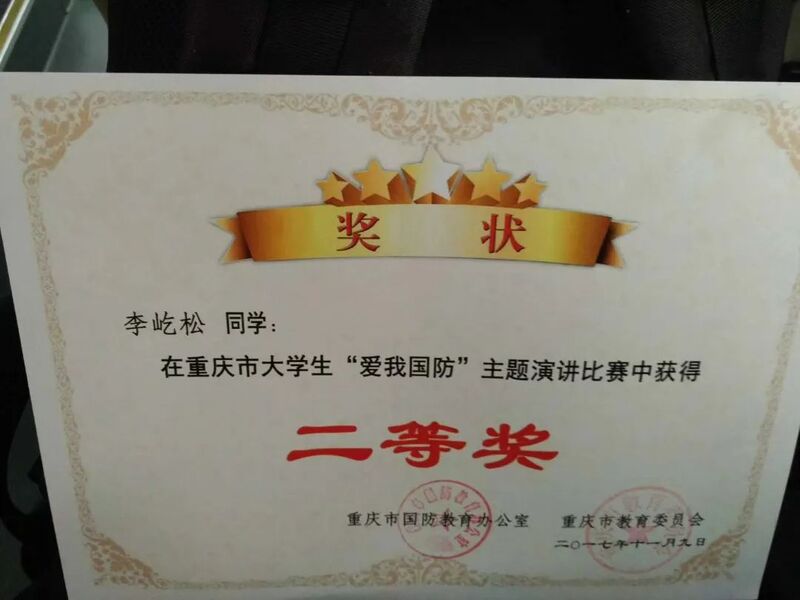 奖 状
李屹松 同学：
在重庆市大学生“爱我国防”主题演讲比赛中获得
二等奖
重庆市国防教育办公室 重庆市教育委员会
二〇一七年十一月九日